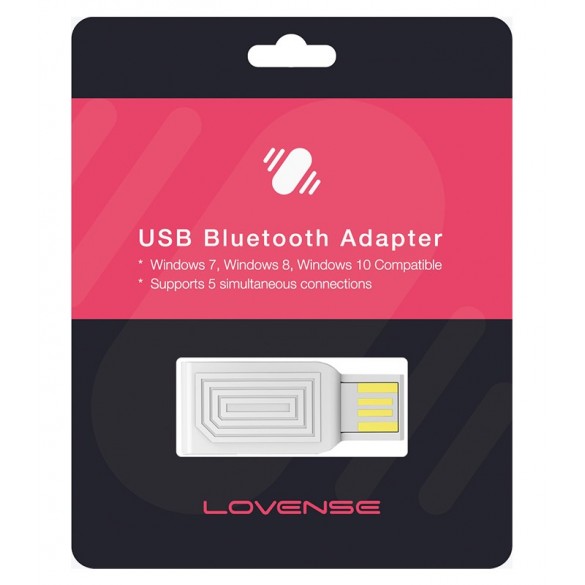 USB Bluetooth Adapter
* Windows 7, Windows 8, Windows 10 Compatible
* Supports 5 simultaneous connections
LOVENSE